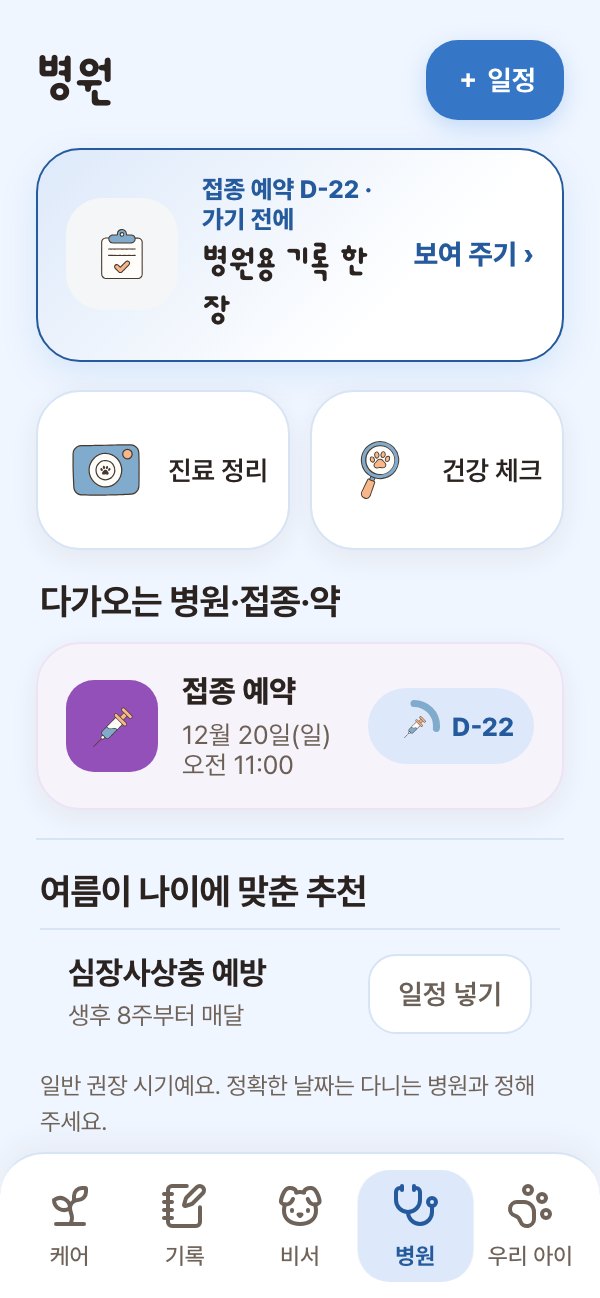 병원
+ 일정
접종 예약 D-22 ·
가기 전에
병원용 기록 한
장
보여 주기 ›
진료 정리
건강 체크
다가오는 병원·접종·약
접종 예약
12월 20일(일)
오전 11:00
D-22
여름이 나이에 맞춘 추천
심장사상충 예방
생후 8주부터 매달
일정 넣기
일반 권장 시기예요. 정확한 날짜는 다니는 병원과 정해
주세요.
케어
기록
비서
병원
우리 아이